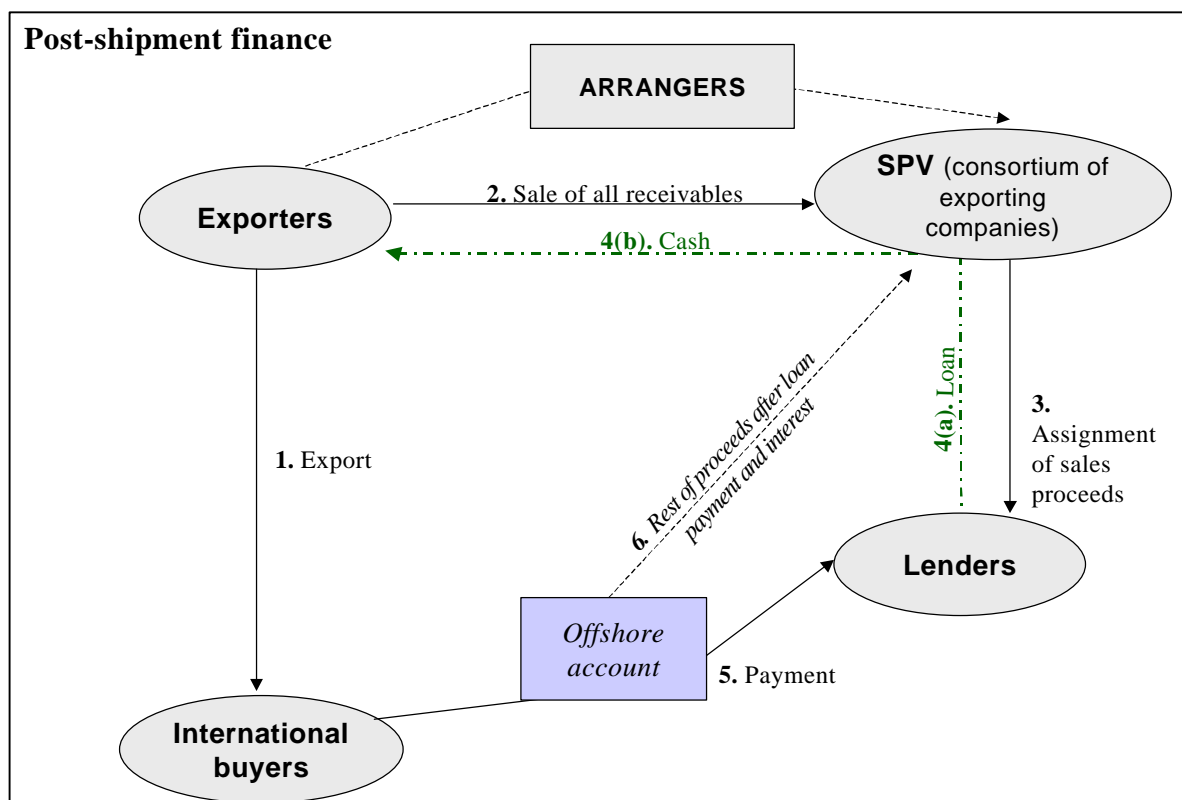 Post-shipment finance
ARRANGERS
SPV (consortium of
exporting
companies)
2. Sale of all receivables
Exporters
4(b). Cash
6. Rest of proceeds after loan
payment and interest
4(a). Loan
3.
Assignment
of sales
proceeds
1. Export
Lenders
Offshore
account
5. Payment
International
buyers